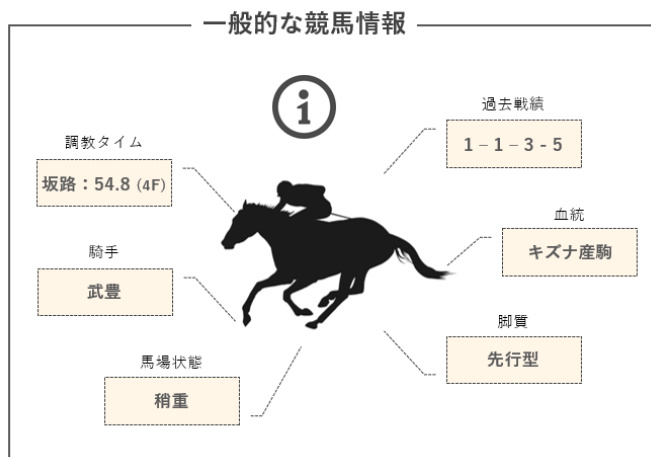 一般的な競馬情報
過去戦績
1 – 1 – 3 - 5
調教タイム
坂路：54.8 (4F)
血統
キズナ産駒
騎手
武豊
脚質
先行型
馬場状態
稍重